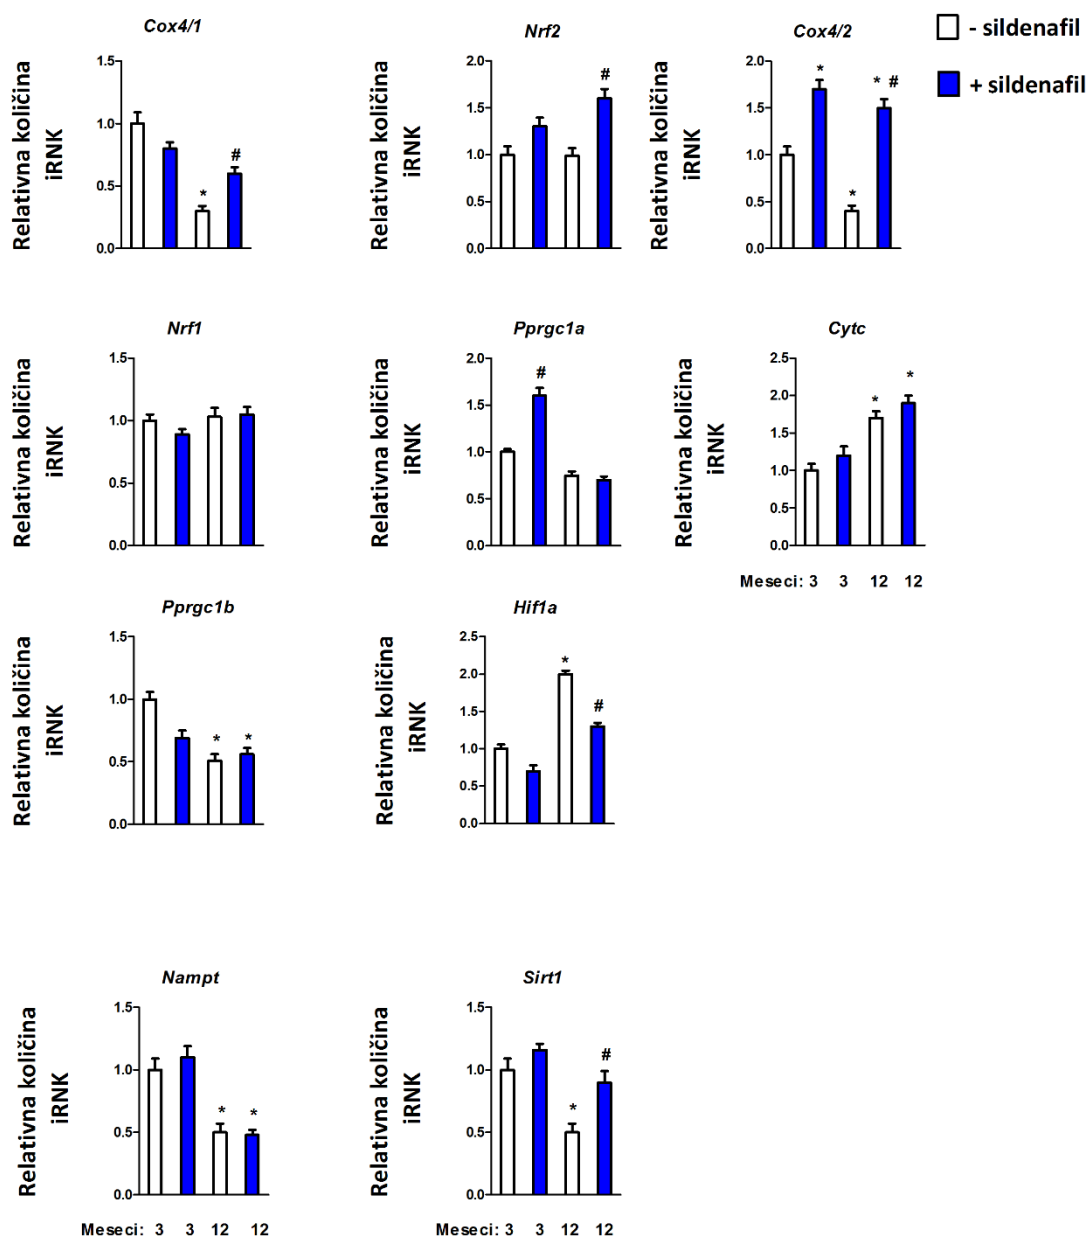 Cox4/1
Nrf2
Cox4/2
- sildenafil
+ sildenafil
Relativna količina
iRNK
1.5
1.0
0.5
0.0
*
#
Relativna količina
iRNK
2.0
1.5
1.0
0.5
0.0
#
Relativna količina
iRNK
2.0
1.5
1.0
0.5
0.0
*
*
* #
Nrf1
Pprgc1a
Cytc
Relativna količina
iRNK
1.5
1.0
0.5
0.0
Relativna količina
iRNK
2.0
1.5
1.0
0.5
0.0
#
Relativna količina
iRNK
2.5
2.0
1.5
1.0
0.5
0.0
*
*
Meseci: 3 3 12 12
Pprgc1b
Hif1a
Relativna količina
iRNK
1.5
1.0
0.5
0.0
*
*
Relativna količina
iRNK
2.5
2.0
1.5
1.0
0.5
0.0
*
#
Nampt
Sirt1
Relativna količina
iRNK
1.5
1.0
0.5
0.0
*
*
Meseci: 3 3 12 12
Relativna količina
iRNK
1.5
1.0
0.5
0.0
*
#
Meseci: 3 3 12 12